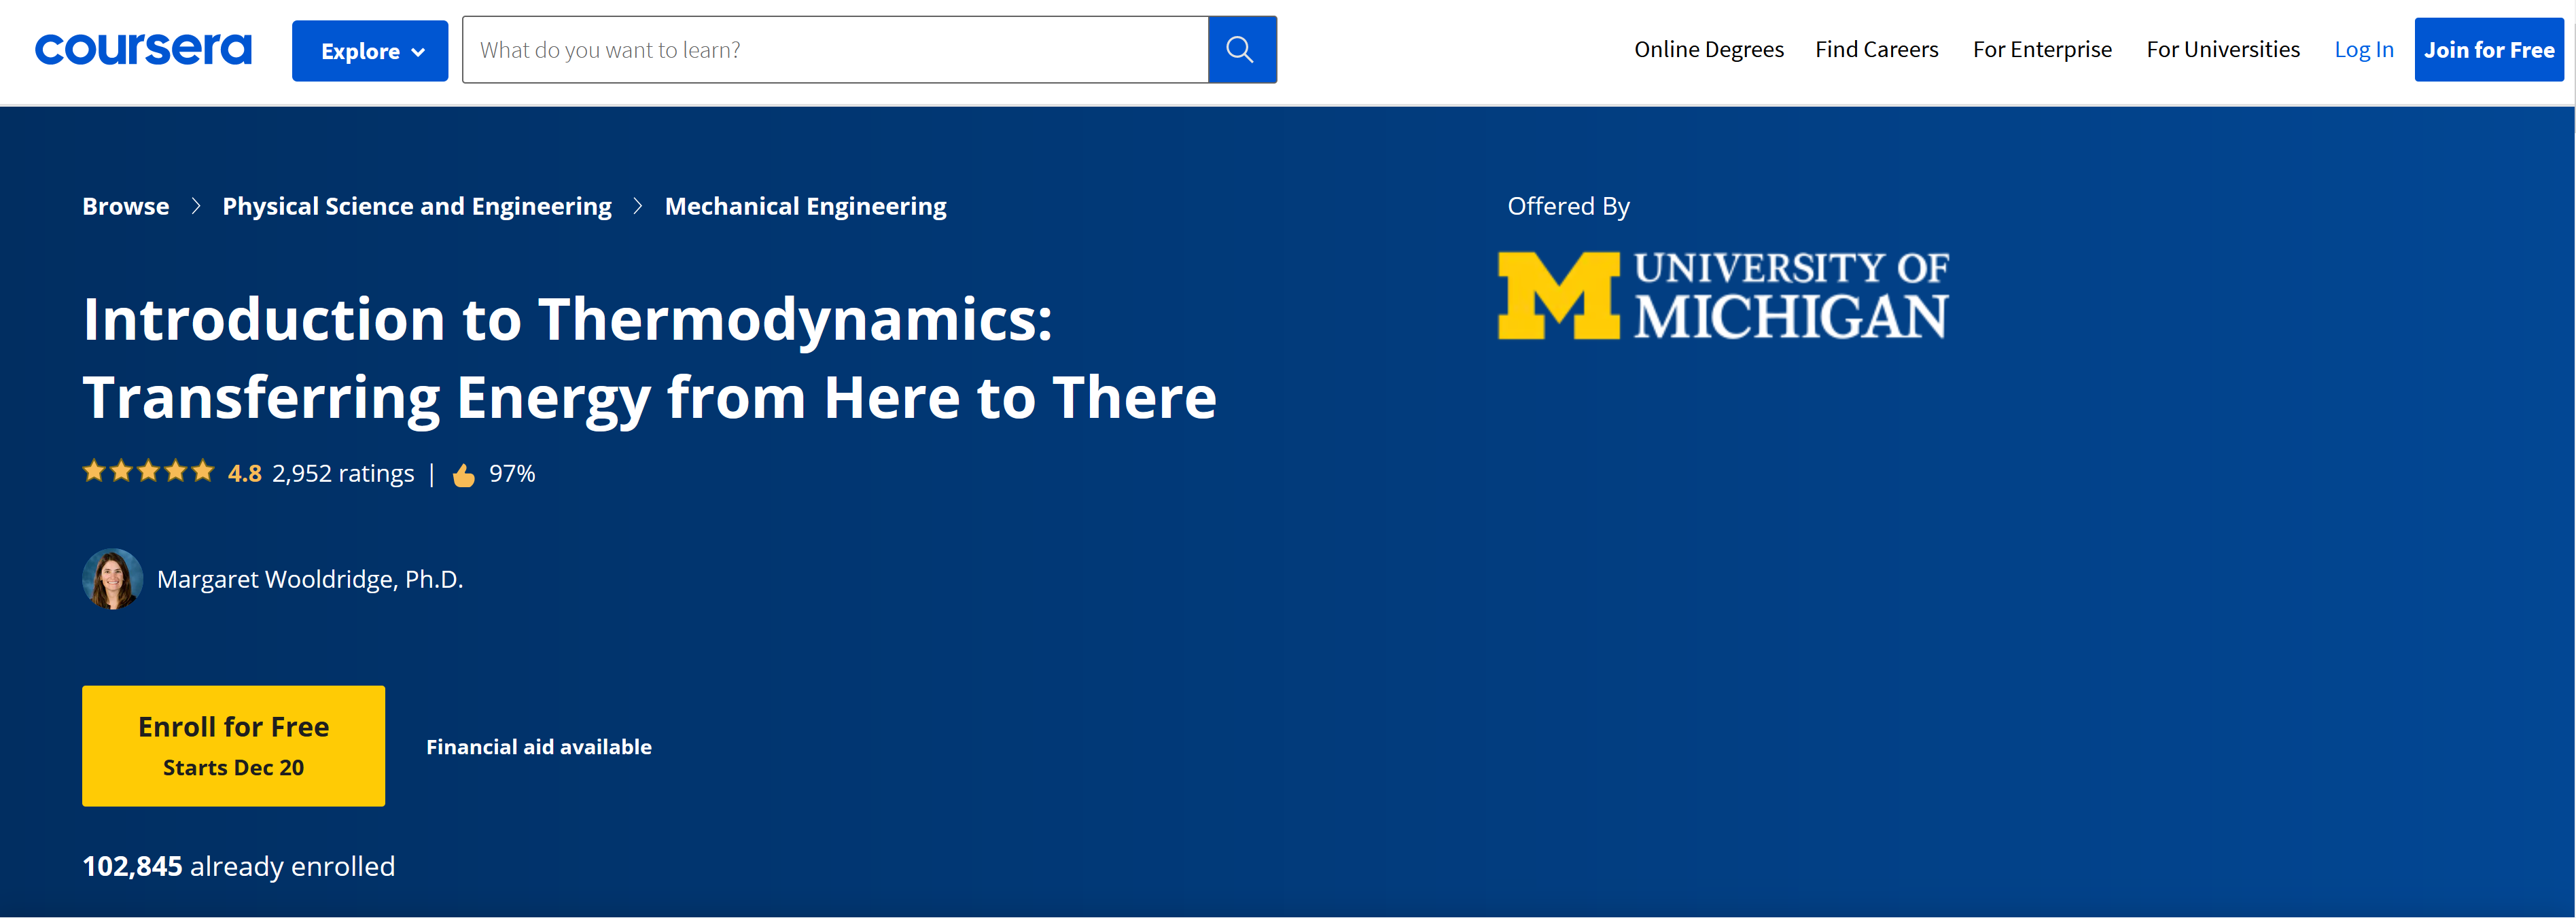 coursera
Explore
What do you want to learn?
Online Degrees
Find Careers
For Enterprise
For Universities
Log In
Join for Free
Browse > Physical Science and Engineering > Mechanical Engineering
Introduction to Thermodynamics:
Transferring Energy from Here to There
4.8 2,952 ratings | 97%
Margaret Wooldridge, Ph.D.
Enroll for Free
Starts Dec 20
Financial aid available
102,845 already enrolled
Offered By
M UNIVERSITY OF
MICHIGAN